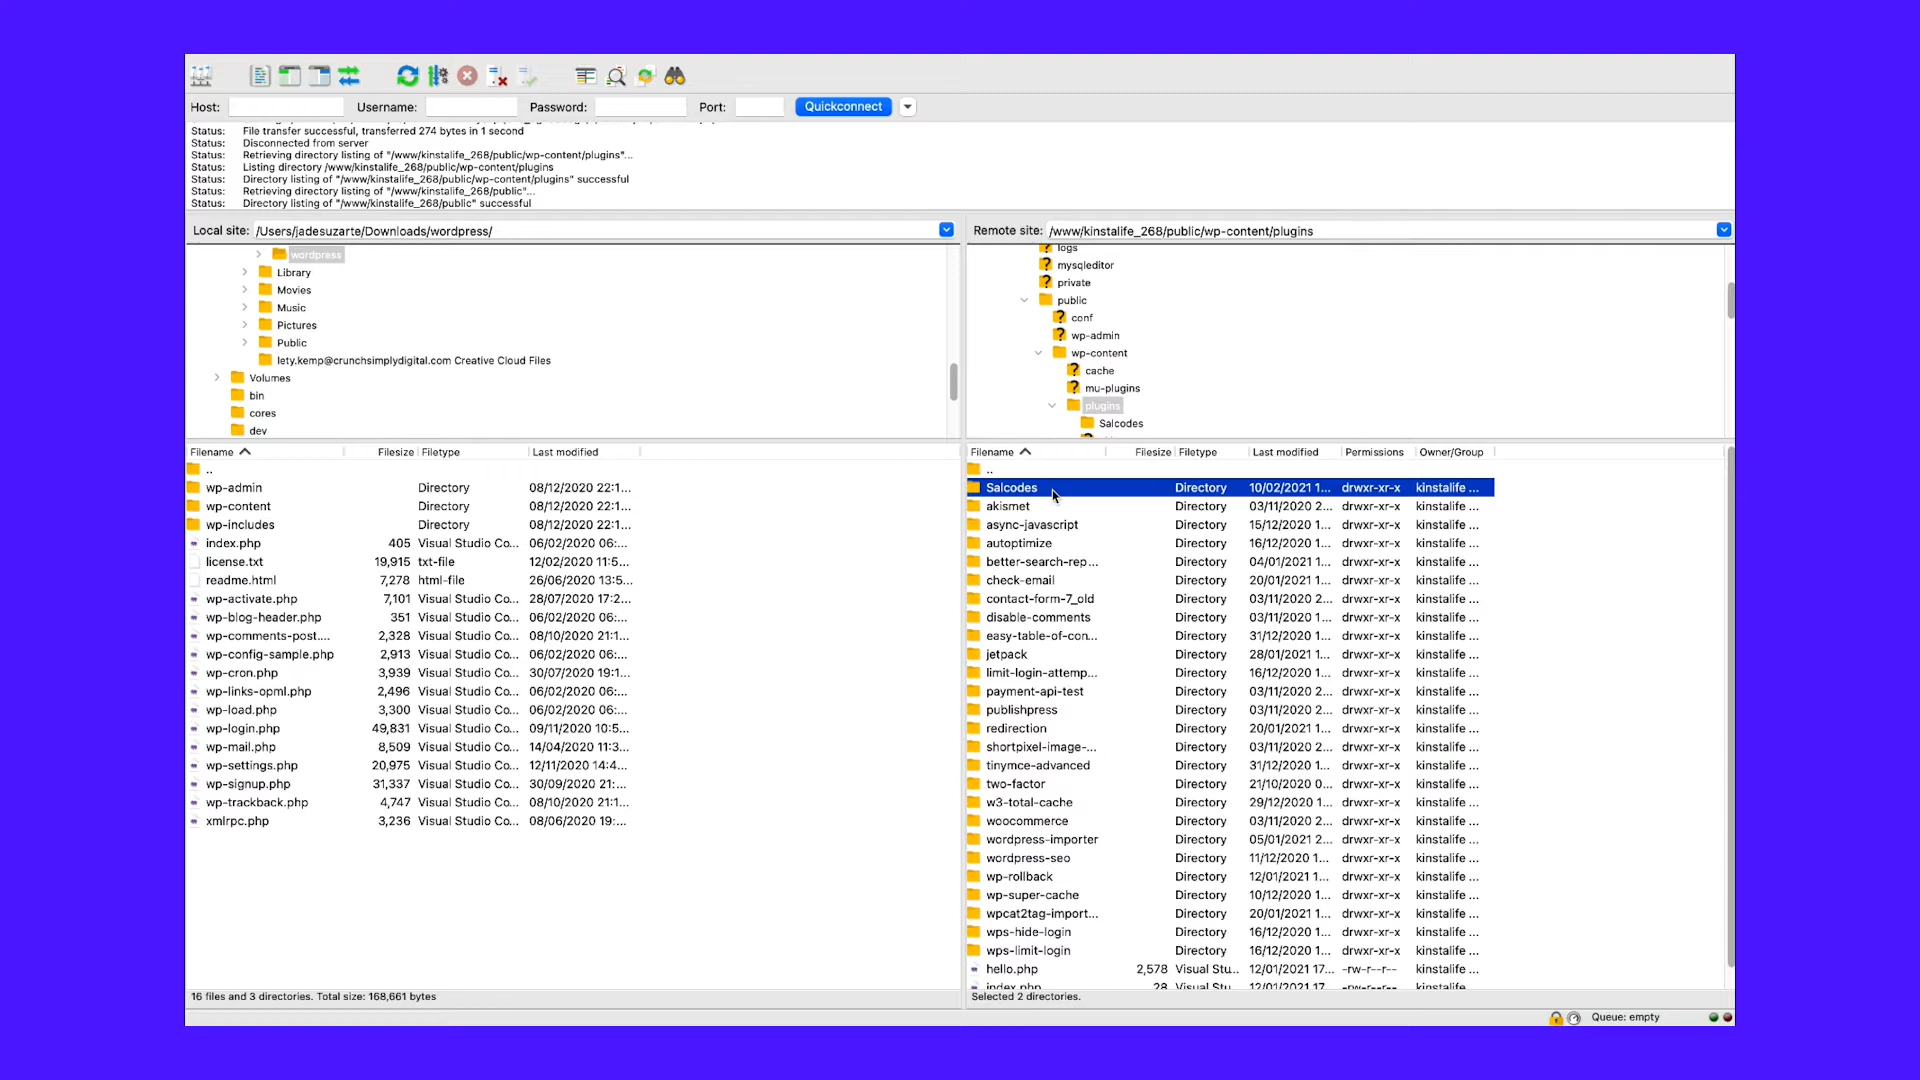 Host: Username: Password: Port: Quickconnect
Status: File transfer successful, transferred 274 bytes in 1 second
Status: Disconnected from server
Status: Retrieving directory listing of "/www/kinstalife_268/public/wp-content/plugins"...
Status: Listing directory /www/kinstalife_268/public/wp-content/plugins
Status: Directory listing of "/www/kinstalife_268/public/wp-content/plugins" successful
Status: Retrieving directory listing of "/www/kinstalife_268/public"...
Status: Directory listing of "/www/kinstalife_268/public" successful
Local site: /Users/jadesuzarte/Downloads/wordpress/
wordpress
Library
Movies
Music
Pictures
Public
lety.kemp@crunchsimplydigital.com Creative Cloud Files
Volumes
bin
cores
dev
Filename Filesize Filetype Last modified
..
wp-admin Directory 08/12/2020 22:1...
wp-content Directory 08/12/2020 22:1...
wp-includes Directory 08/12/2020 22:1...
index.php 405 Visual Studio Co... 06/02/2020 06:...
license.txt 19,915 txt-file 12/02/2020 11:5...
readme.html 7,278 html-file 26/06/2020 13:5...
wp-activate.php 7,101 Visual Studio Co... 28/07/2020 17:2...
wp-blog-header.php 351 Visual Studio Co... 06/02/2020 06:...
wp-comments-post.... 2,328 Visual Studio Co... 08/10/2020 21:1...
wp-config-sample.php 2,913 Visual Studio Co... 06/02/2020 06:...
wp-cron.php 3,939 Visual Studio Co... 30/07/2020 19:1...
wp-links-opml.php 2,496 Visual Studio Co... 06/02/2020 06:...
wp-load.php 3,300 Visual Studio Co... 06/02/2020 06:...
wp-login.php 49,831 Visual Studio Co... 09/11/2020 10:5...
wp-mail.php 8,509 Visual Studio Co... 14/04/2020 11:3...
wp-settings.php 20,975 Visual Studio Co... 12/11/2020 14:4...
wp-signup.php 31,337 Visual Studio Co... 30/09/2020 21:...
wp-trackback.php 4,747 Visual Studio Co... 08/10/2020 21:1...
xmlrpc.php 3,236 Visual Studio Co... 08/06/2020 19:...
16 files and 3 directories. Total size: 168,661 bytes
Remote site: /www/kinstalife_268/public/wp-content/plugins
logs
mysqleditor
private
public
conf
wp-admin
wp-content
cache
mu-plugins
plugins
Salcodes
Filename Filesize Filetype Last modified Permissions Owner/Group
..
Salcodes Directory 10/02/2021 1... drwxr-xr-x kinstalife ...
akismet Directory 03/11/2020 2... drwxr-xr-x kinstalife ...
async-javascript Directory 15/12/2020 1... drwxr-xr-x kinstalife ...
autoptimize Directory 16/12/2020 1... drwxr-xr-x kinstalife ...
better-search-rep... Directory 04/01/2021 1... drwxr-xr-x kinstalife ...
check-email Directory 20/01/2021 1... drwxr-xr-x kinstalife ...
contact-form-7_old Directory 03/11/2020 2... drwxr-xr-x kinstalife ...
disable-comments Directory 03/11/2020 1... drwxr-xr-x kinstalife ...
easy-table-of-con... Directory 31/12/2020 1... drwxr-xr-x kinstalife ...
jetpack Directory 28/01/2021 1... drwxr-xr-x kinstalife ...
limit-login-attemp... Directory 16/12/2020 1... drwxr-xr-x kinstalife ...
payment-api-test Directory 03/11/2020 2... drwxr-xr-x kinstalife ...
publishpress Directory 03/11/2020 2... drwxr-xr-x kinstalife ...
redirection Directory 20/01/2021 1... drwxr-xr-x kinstalife ...
shortpixel-image-... Directory 03/11/2020 2... drwxr-xr-x kinstalife ...
tinymce-advanced Directory 31/12/2020 1... drwxr-xr-x kinstalife ...
two-factor Directory 21/10/2020 0... drwxr-xr-x kinstalife ...
w3-total-cache Directory 29/12/2020 1... drwxr-xr-x kinstalife ...
woocommerce Directory 03/11/2020 2... drwxr-xr-x kinstalife ...
wordpress-importer Directory 05/01/2021 2... drwxr-xr-x kinstalife ...
wordpress-seo Directory 11/12/2020 1... drwxr-xr-x kinstalife ...
wp-rollback Directory 12/01/2021 1... drwxr-xr-x kinstalife ...
wp-super-cache Directory 10/12/2020 1... drwxr-xr-x kinstalife ...
wpcat2tag-import... Directory 20/01/2021 1... drwxr-xr-x kinstalife ...
wps-hide-login Directory 16/12/2020 1... drwxr-xr-x kinstalife ...
wps-limit-login Directory 16/12/2020 1... drwxr-xr-x kinstalife ...
hello.php 2,578 Visual Stu... 12/01/2021 17... -rw-r--r-- kinstalife ...
index.php 28 Visual Stu... 12/01/2021 17... -rw-r--r-- kinstalife ...
Selected 2 directories.
Queue: empty